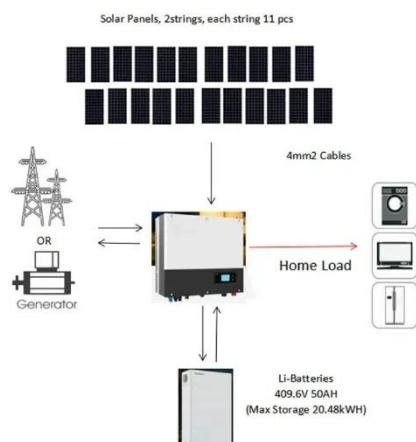 Solar Panels, 2strings, each string 11 pcs
4mm2 Cables
OR
Generator
Home Load
Li-Batteries
409.6V 50AH
(Max Storage 20.48kWH)